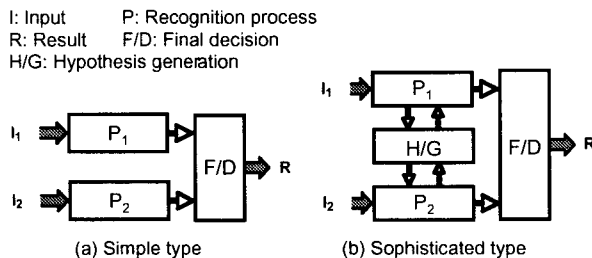 I: Input P: Recognition process
R: Result F/D: Final decision
H/G: Hypothesis generation
I1 P1
F/D R
I2 P2
(a) Simple type
I1 P1
H/G F/D R
I2 P2
(b) Sophisticated type